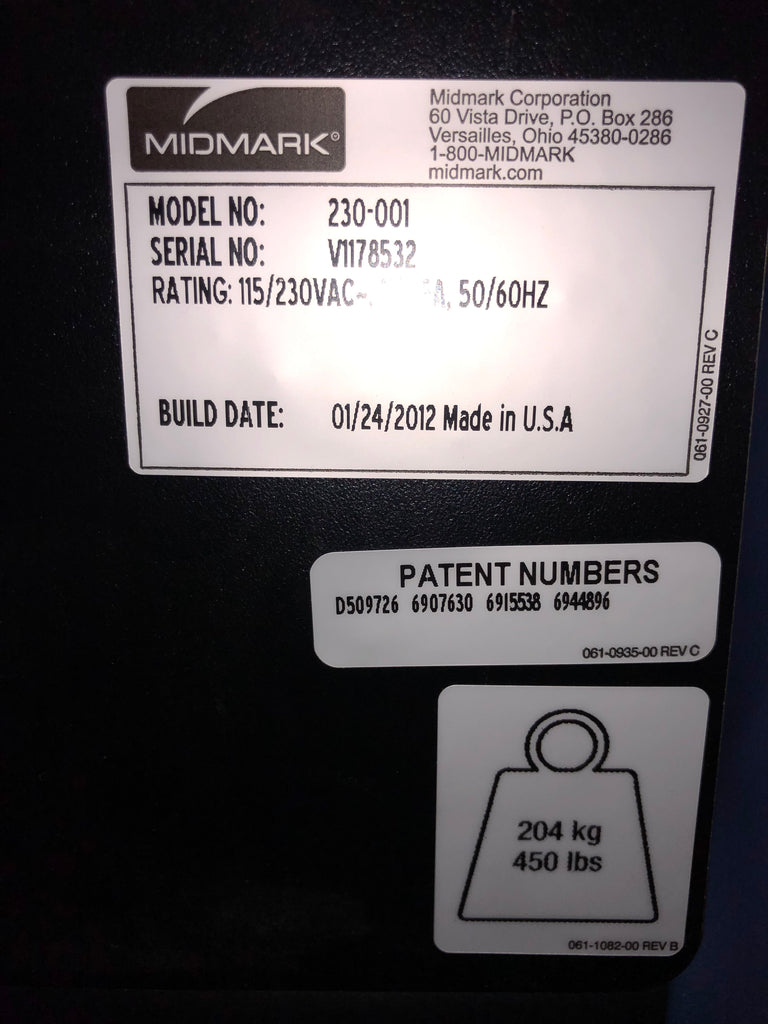 MIDMARK®
Midmark Corporation
60 Vista Drive, P.O. Box 286
Versailles, Ohio 45380-0286
1-800-MIDMARK
midmark.com
MODEL NO: 230-001
SERIAL NO: V1178532
RATING: 115/230VAC~ A, 50/60HZ
BUILD DATE: 01/24/2012 Made in U.S.A
061-0927-00 REV C
PATENT NUMBERS
D509726 6907630 6915538 6944896
061-0935-00 REV C
204 kg
450 lbs
061-1082-00 REV B